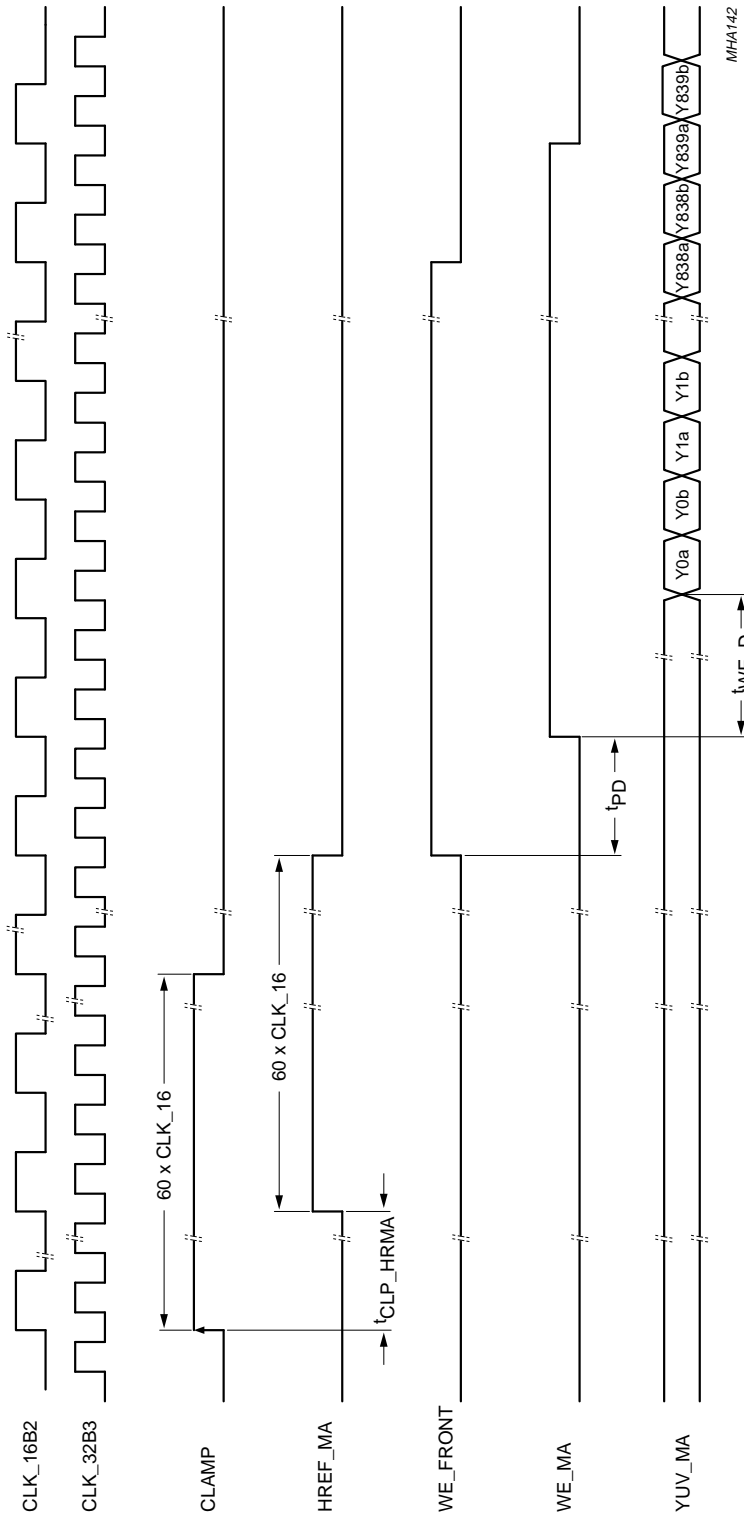 CLK_16B2
CLK_32B3
CLAMP
60 x CLK_16
HREF_MA
tCLP_HRMA
60 x CLK_16
WE_FRONT
WE_MA
tPD
YUV_MA
Y0a Y0b Y1a Y1b Y838a Y838b Y839a Y839b
tWE_D
MHA142